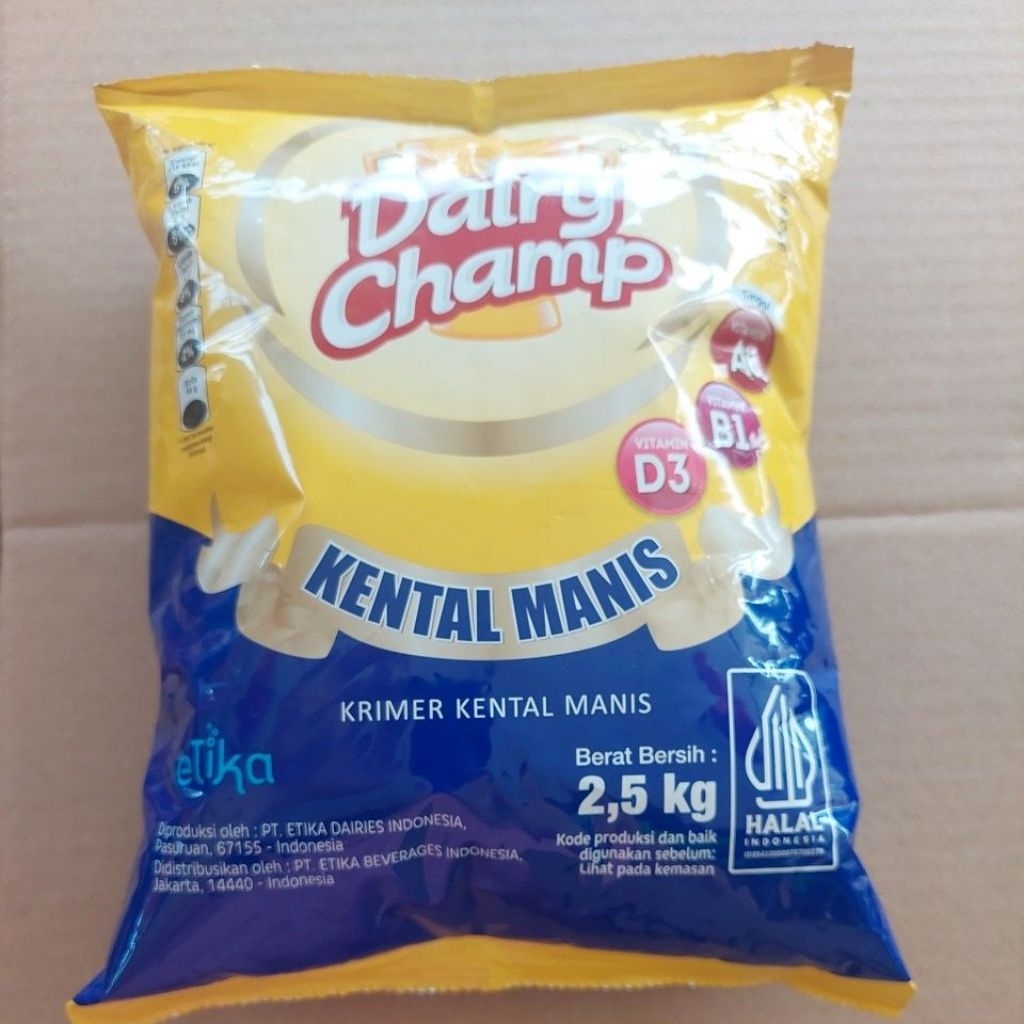 Dairy
Champ
Tinggi
VITAMIN
B1
VITAMIN
D3
KENTAL MANIS
KRIMER KENTAL MANIS
etika
Berat Bersih :
2,5 kg
Kode produksi dan baik
digunakan sebelum:
Lihat pada kemasan
HALAL
INDONESIA
Diproduksi oleh : PT. ETIKA DAIRIES INDONESIA,
Pasuruan, 67155 - Indonesia
Didistribusikan oleh : PT. ETIKA BEVERAGES INDONESIA,
Jakarta, 14440 - Indonesia